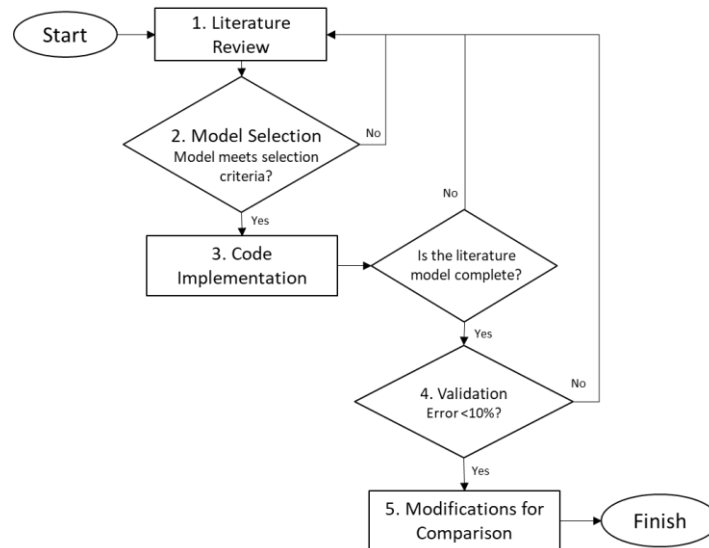 Start
1. Literature
Review
2. Model Selection
Model meets selection
criteria?
No
Yes
3. Code
Implementation
Is the literature
model complete?
No
Yes
4. Validation
Error <10%?
No
Yes
5. Modifications for
Comparison
Finish